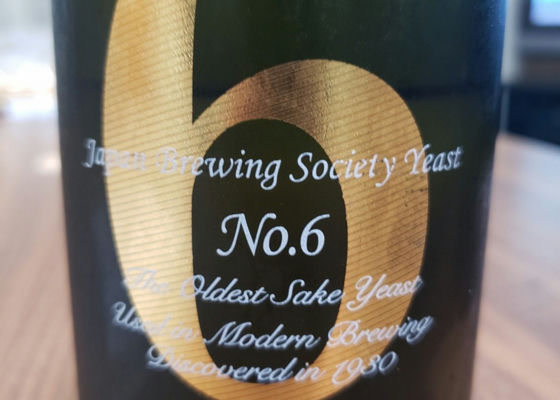 6
Japan Brewing Society Yeast
No.6
The Oldest Sake Yeast
Used in Modern Brewing
Discovered in 1930